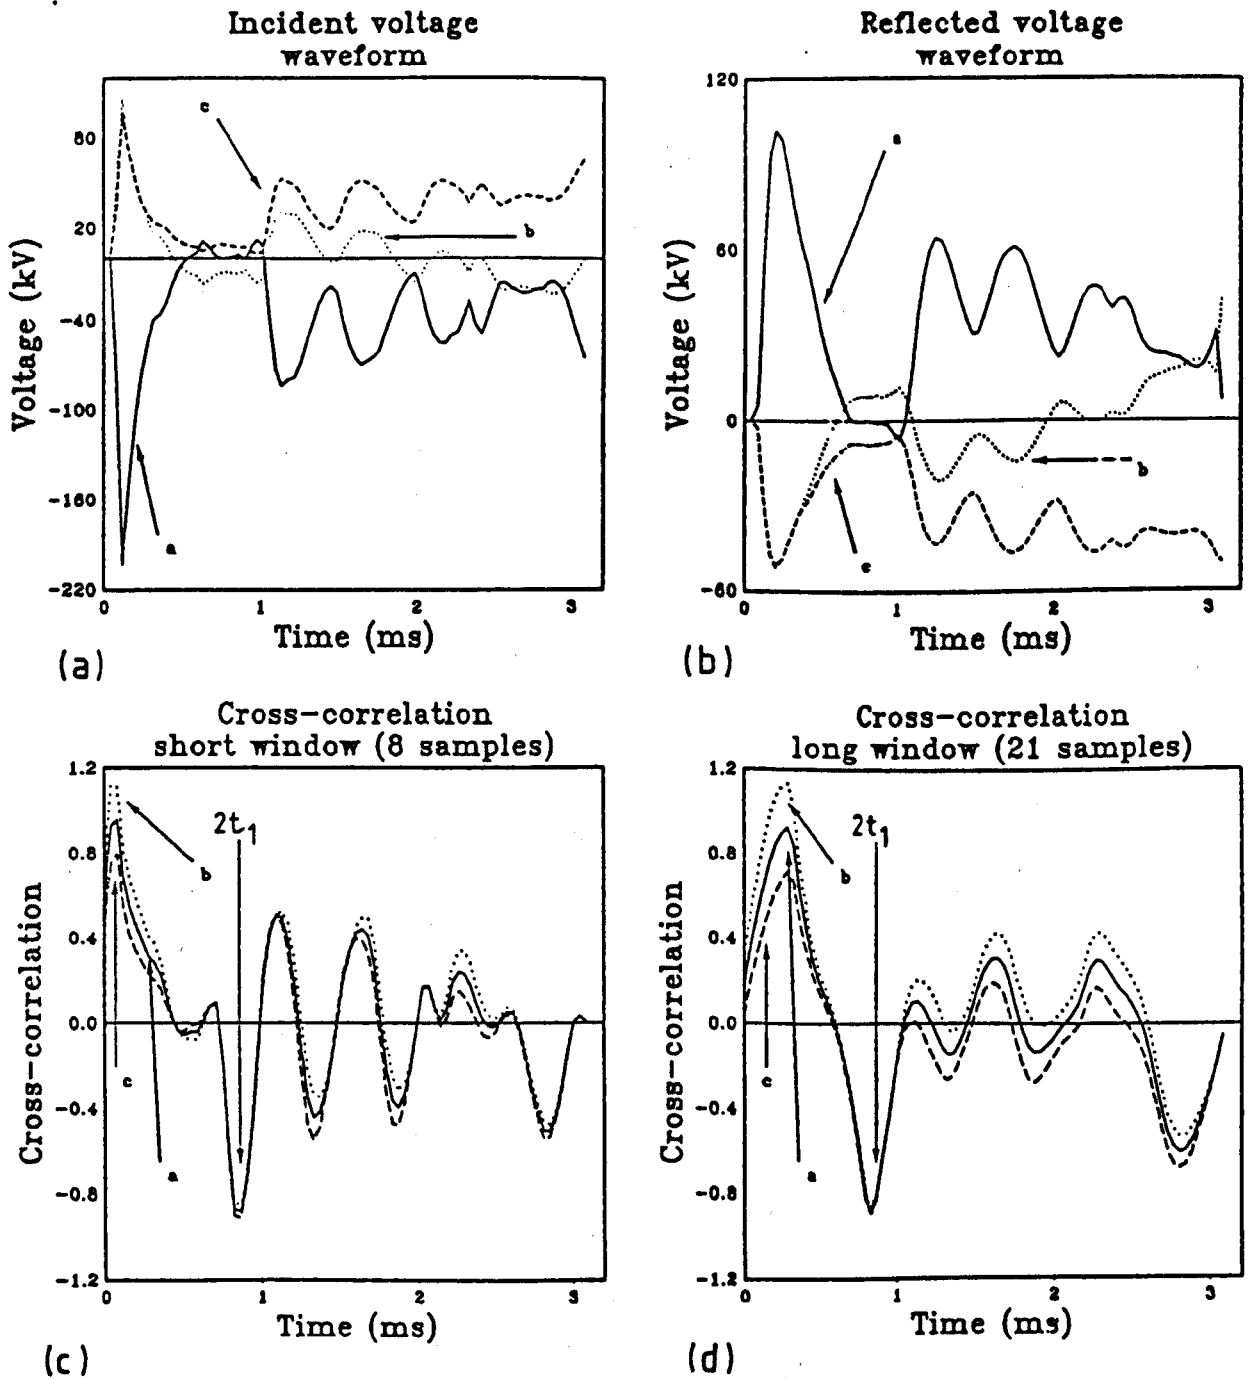 Incident voltage
waveform
80
20
-40
-100
-160
-220
0
1
2
3
Voltage (kV)
Time (ms)
c
b
a
(a)
Reflected voltage
waveform
120
60
0
-60
0
1
2
3
Voltage (kV)
Time (ms)
a
b
c
(b)
Cross-correlation
short window (8 samples)
1.2
0.8
0.4
0.0
-0.4
-0.8
-1.2
0
1
2
3
Cross-correlation
Time (ms)
2t₁
b
c
a
(c)
Cross-correlation
long window (21 samples)
1.2
0.8
0.4
0.0
-0.4
-0.8
-1.2
0
1
2
3
Cross-correlation
Time (ms)
2t₁
b
c
a
(d)